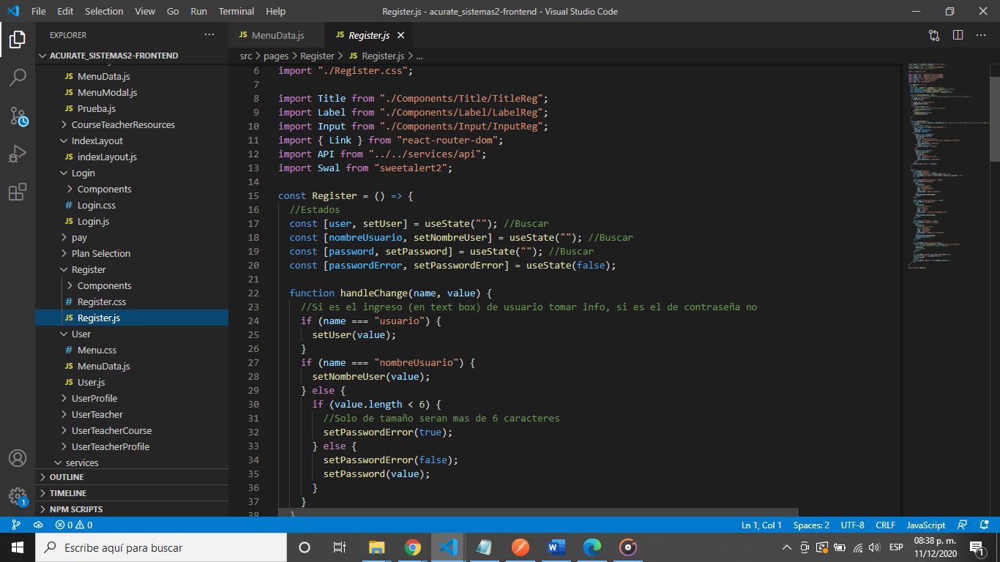 File Edit Selection View Go Run Terminal Help
Register.js - acurate_sistemas2-frontend - Visual Studio Code
EXPLORER
ACURATE_SISTEMAS2-FRONTEND
JS MenuData.js
JS MenuModal.js
JS Prueba.js
CourseTeacherResources
IndexLayout
JS indexLayout.js
Login
Components
# Login.css
JS Login.js
pay
Plan Selection
Register
Components
# Register.css
JS Register.js
User
# Menu.css
JS MenuData.js
JS User.js
UserProfile
UserTeacher
UserTeacherCourse
UserTeacherProfile
services
OUTLINE
TIMELINE
NPM SCRIPTS
1
JS MenuData.js
JS Register.js
src > pages > Register > JS Register.js > ...
6 import "./Register.css";
7
8 import Title from "./Components/Title/TitleReg";
9 import Label from "./Components/Label/LabelReg";
10 import Input from "./Components/Input/InputReg";
11 import { Link } from "react-router-dom";
12 import API from "../../services/api";
13 import Swal from "sweetalert2";
14
15 const Register = () => {
16 //Estados
17 const [user, setUser] = useState(""); //Buscar
18 const [nombreUsuario, setNombreUser] = useState(""); //Buscar
19 const [password, setPassword] = useState(""); //Buscar
20 const [passwordError, setPasswordError] = useState(false);
21
22 function handleChange(name, value) {
23 //Si es el ingreso (en text box) de usuario tomar info, si es el de contraseña no
24 if (name === "usuario") {
25 setUser(value);
26 }
27 if (name === "nombreUsuario") {
28 setNombreUser(value);
29 } else {
30 if (value.length < 6) {
31 //Solo de tamaño seran mas de 6 caracteres
32 setPasswordError(true);
33 } else {
34 setPasswordError(false);
35 setPassword(value);
36 }
37 }
38 }
0 0
Ln 1, Col 1 Spaces: 2 UTF-8 CRLF JavaScript
Escribe aquí para buscar
ESP
08:38 p. m.
11/12/2020
1